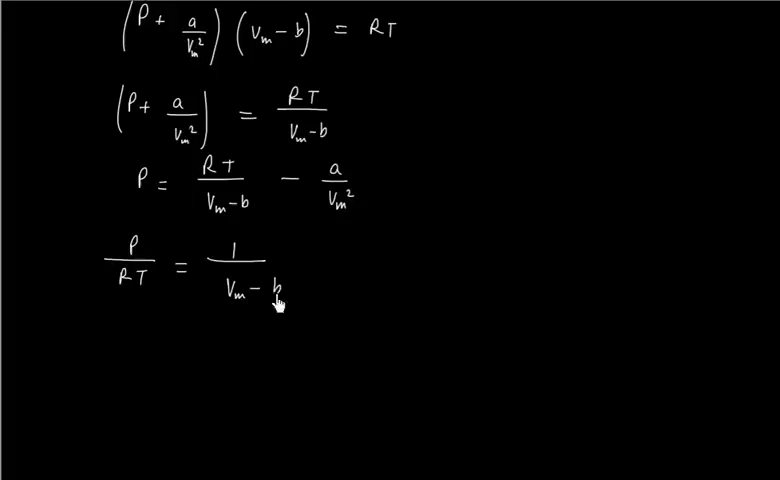 (P + a/Vm²) (Vm - b) = RT
(P + a/Vm²) = RT/Vm-b
P = RT/Vm-b - a/Vm²
P/RT = 1/Vm - b